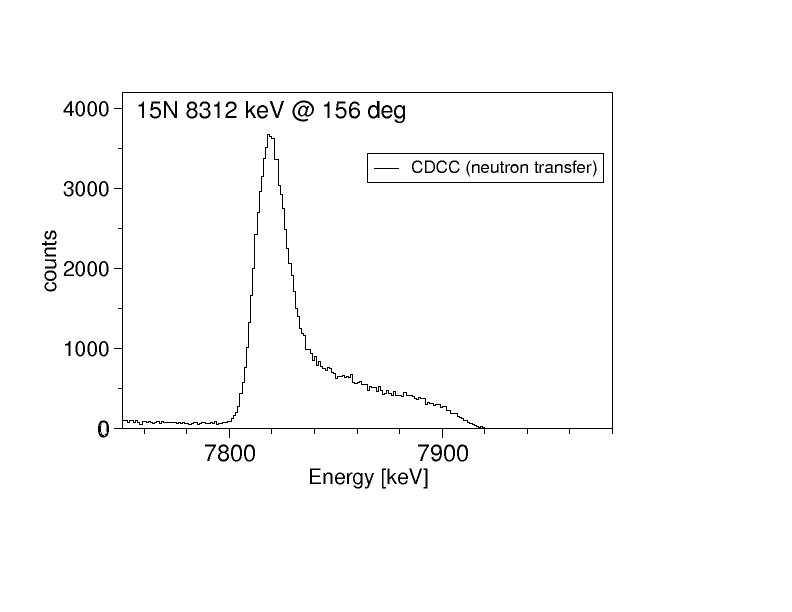 15N 8312 keV @ 156 deg
CDCC (neutron transfer)
4000
3000
2000
1000
0
counts
7800
7900
Energy [keV]